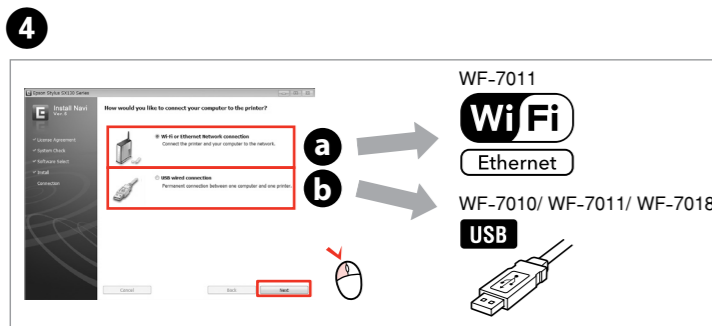 4
Epson Stylus SX130 Series
Install Navi
Ver.3
License Agreement
System Check
Software Select
Install
Connection
How would you like to connect your computer to the printer?
Wi-Fi or Ethernet Network connection
Connect the printer and your computer to the network.
USB wired connection
Permanent connection between one computer and one printer.
Cancel
Back
Next
a
b
WF-7011
Wi Fi
Ethernet
WF-7010/ WF-7011/ WF-7018
USB